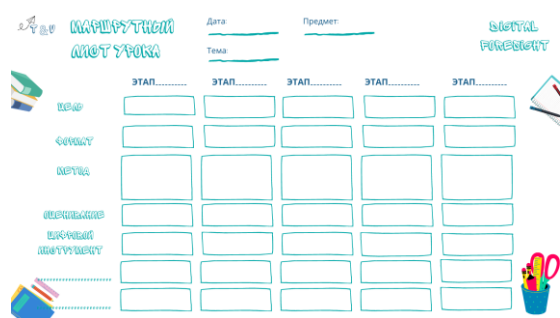 МАРШРУТНЫЙ
ЛИСТ УРОКА
Дата:
Предмет:
Тема:
DIGITAL
FORESIGHT
ЭТАП..........
ЭТАП..........
ЭТАП..........
ЭТАП..........
ЭТАП..........
ЦЕЛЬ
ФОРМАТ
МЕТОД
ОЦЕНИВАНИЕ
ЦИФРОВОЙ
ИНСТРУМЕНТ